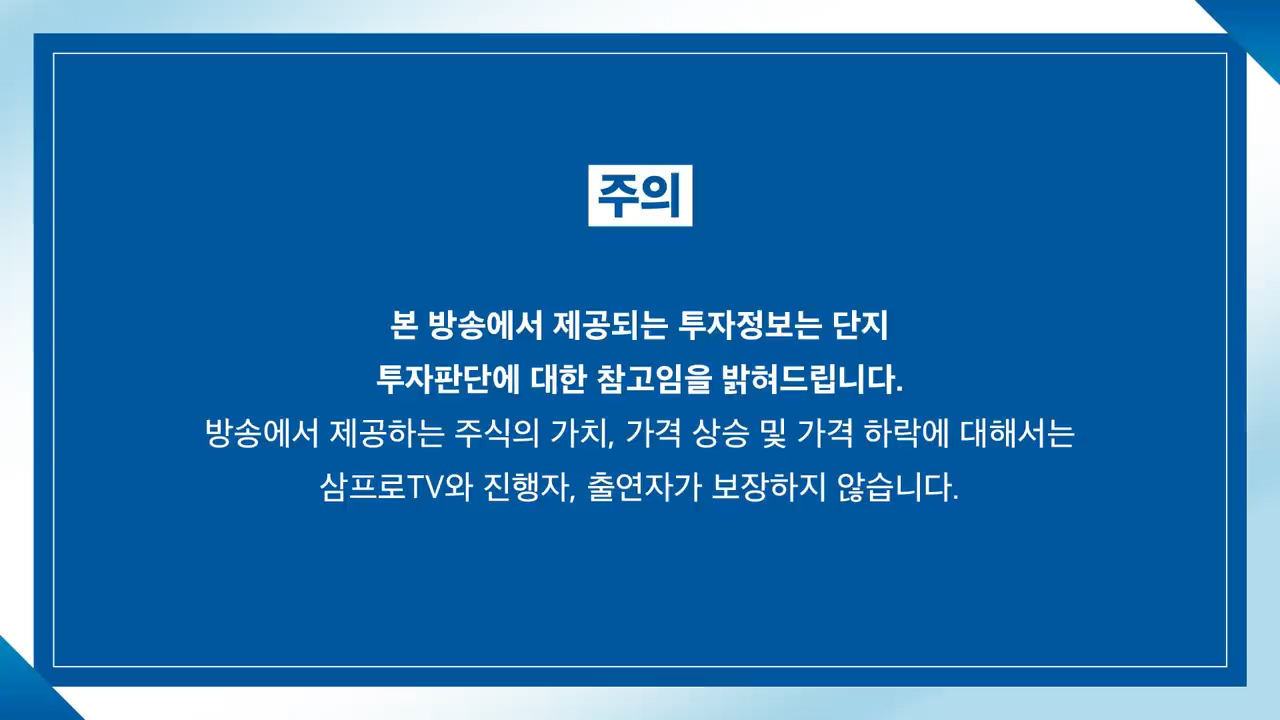 주의
본 방송에서 제공되는 투자정보는 단지
투자판단에 대한 참고임을 밝혀드립니다.
방송에서 제공하는 주식의 가치, 가격 상승 및 가격 하락에 대해서는
삼프로TV와 진행자, 출연자가 보장하지 않습니다.